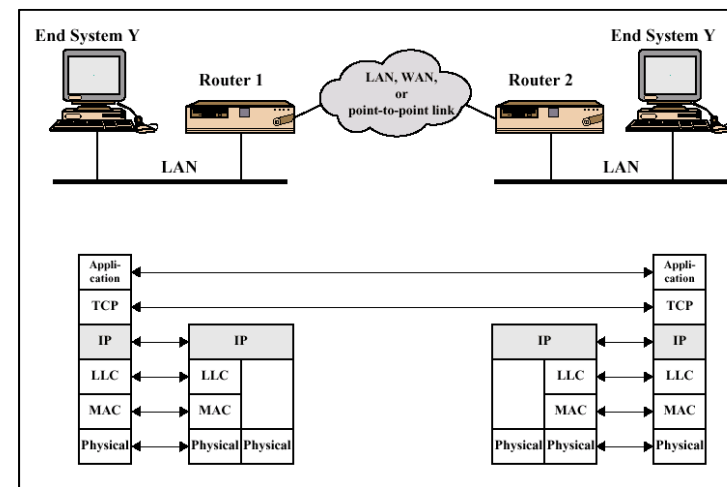 End System Y
End System Y
Router 1
LAN, WAN,
or
point-to-point link
Router 2
LAN
LAN
Appli-
cation
Appli-
cation
TCP
TCP
IP
IP
IP
IP
LLC
LLC
LLC
LLC
MAC
MAC
MAC
MAC
Physical
Physical
Physical
Physical
Physical
Physical